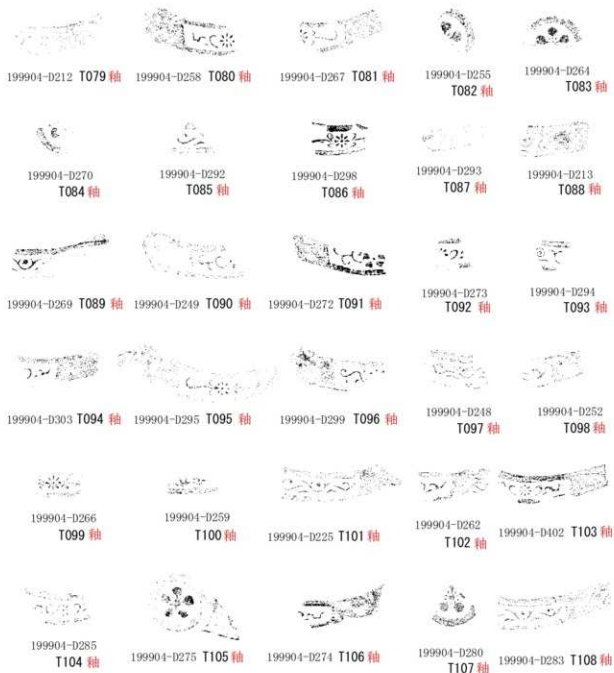 199904-D212 T079 釉 199904-D258 T080 釉 199904-D267 T081 釉 199904-D255 199904-D264
T082 釉 T083 釉
199904-D270 199904-D292 199904-D298 199904-D293 199904-D213
T084 釉 T085 釉 T086 釉 T087 釉 T088 釉
199904-D269 T089 釉 199904-D249 T090 釉 199904-D272 T091 釉 199904-D273 199904-D294
T092 釉 T093 釉
199904-D303 T094 釉 199904-D295 T095 釉 199904-D299 T096 釉 199904-D248 199904-D252
T097 釉 T098 釉
199904-D266 199904-D259 199904-D225 T101 釉 199904-D262 199904-D402 T103 釉
T099 釉 T100 釉 T102 釉
199904-D285 199904-D275 T105 釉 199904-D274 T106 釉 199904-D280 199904-D283 T108 釉
T104 釉 T107 釉